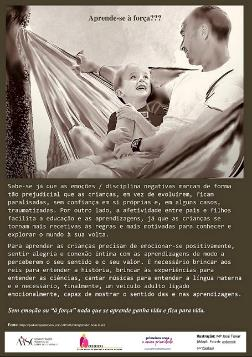 Aprende-se à força???
Sabe-se já que as emoções / disciplina negativas marcam de forma
tão prejudicial que as crianças, em vez de evoluírem, ficam
paralisadas, sem confiança em si próprias e, em alguns casos,
traumatizadas. Por outro lado, a afetividade entre pais e filhos
facilita a educação e as aprendizagens, já que as crianças se
tornam mais recetivas às regras e mais motivadas para conhecer e
explorar o mundo à sua volta.
Para aprender as crianças precisam de emocionar-se positivamente,
sentir alegria e conexão íntima com as aprendizagens de modo a
perceberem o seu sentido e o seu valor. É necessário brincar aos
reis para entender a história, brincar às experiências para
entender as ciências, cantar músicas para entender a língua materna
e é necessário, finalmente, um veículo adulto ligado
emocionalmente, capaz de mostrar o sentido das e nas aprendizagens.
Sem emoção ou "à força" nada que se aprende ganha vida e fica para vida.
Fonte: